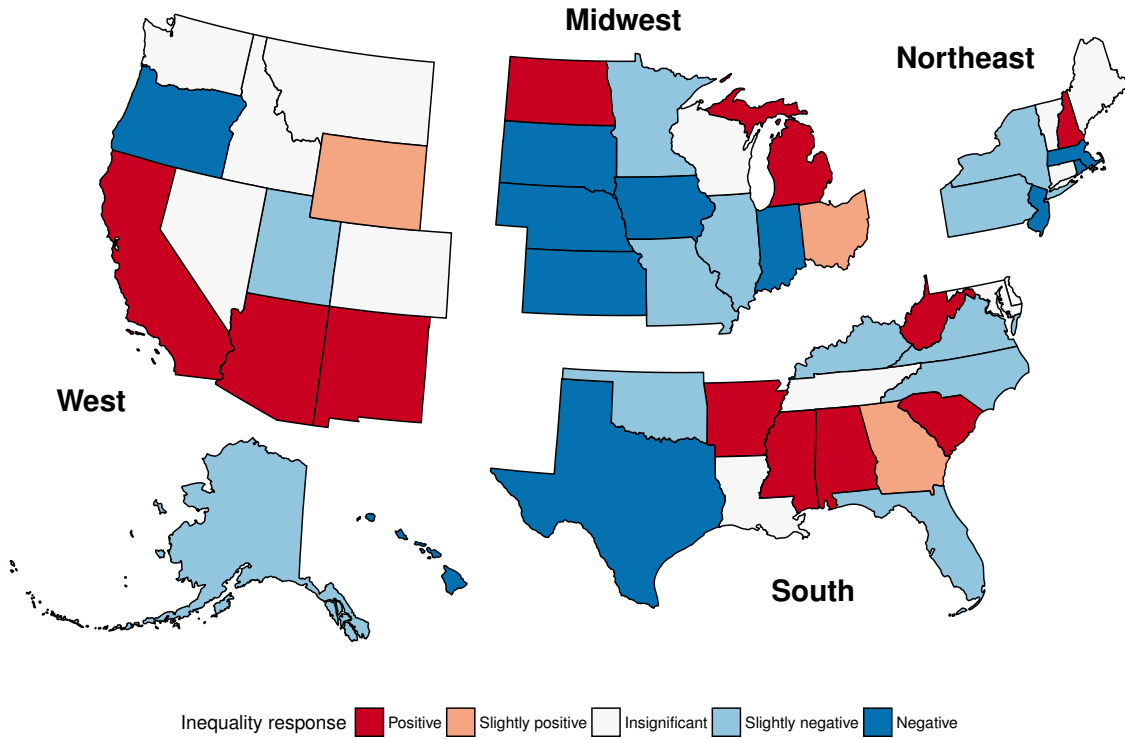 Midwest
Northeast
West
South
Inequality response Positive Slightly positive Insignificant Slightly negative Negative